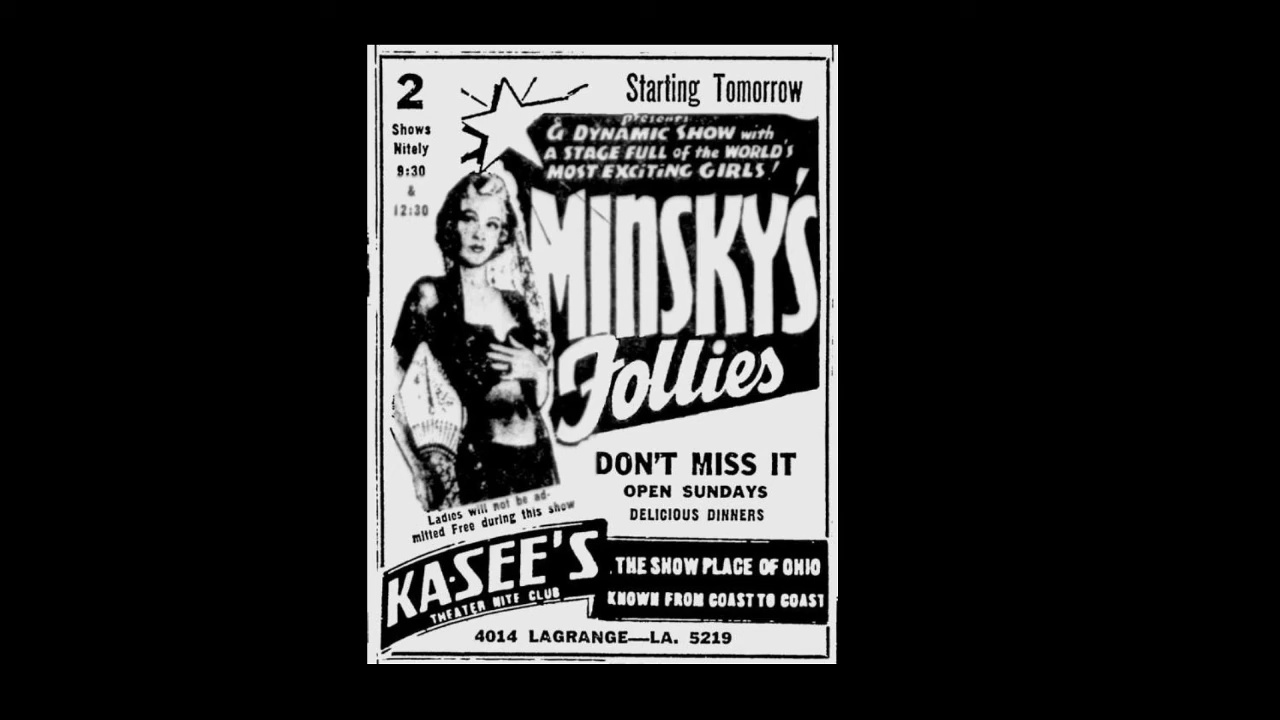 2
Shows
Nitely
9:30
&
12:30
Starting Tomorrow
presents
A DYNAMIC SHOW with
A STAGE FULL of the WORLD'S
MOST EXCITING GIRLS!
MINSKY'S
Follies
DON'T MISS IT
OPEN SUNDAYS
DELICIOUS DINNERS
Ladies will not be ad-
mitted Free during this show
KA·SEE'S
THEATER NITE CLUB
THE SHOW PLACE OF OHIO
KNOWN FROM COAST TO COAST
4014 LAGRANGE—LA. 5219